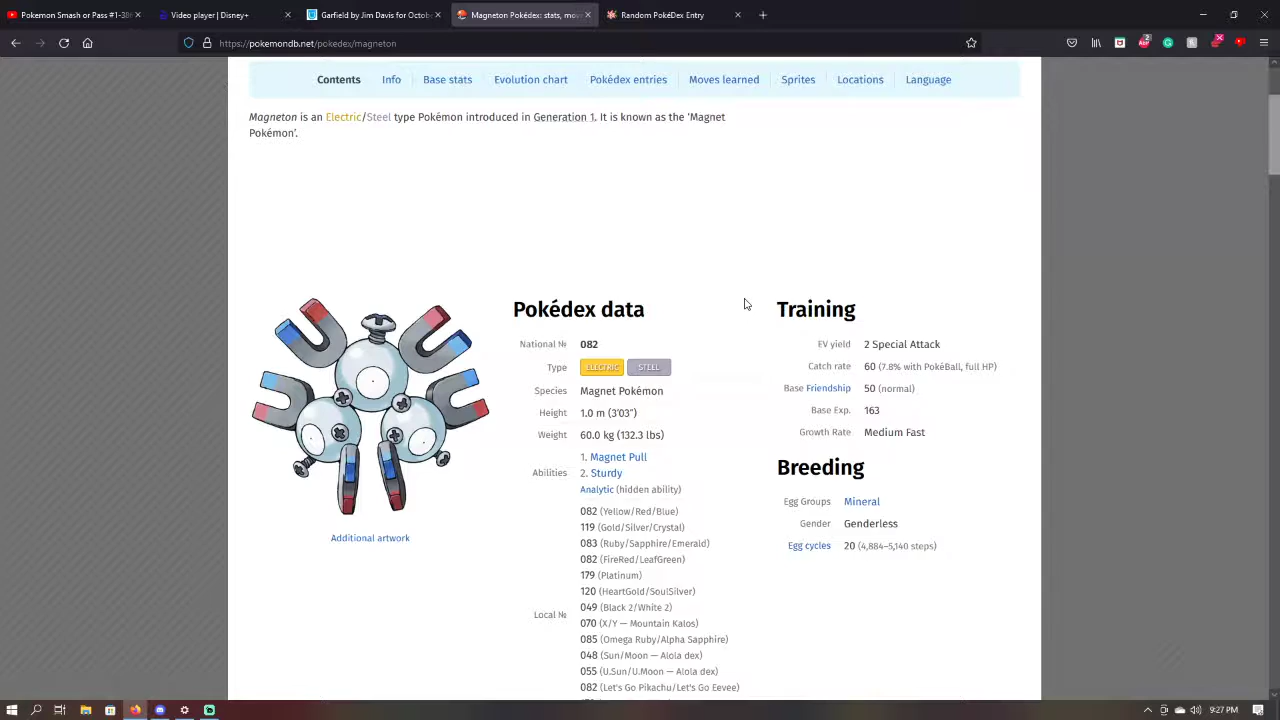 Pokemon Smash or Pass #1-88
Video player | Disney+
Garfield by Jim Davis for Octobe
Magneton Pokédex stats, mov
Random PokéDex Entry
https://pokemondb.net/pokedex/magneton
Contents
Info
Base stats
Evolution chart
Pokédex entries
Moves learned
Sprites
Locations
Language
Magneton is an Electric/Steel type Pokémon introduced in Generation 1. It is known as the 'Magnet
Pokémon'.
Pokédex data
National № 082
Type ELECTRIC STEEL
Species Magnet Pokémon
Height 1.0 m (3′03″)
Weight 60.0 kg (132.3 lbs)
Abilities 1. Magnet Pull
2. Sturdy
Analytic (hidden ability)
Local № 082 (Yellow/Red/Blue)
119 (Gold/Silver/Crystal)
083 (Ruby/Sapphire/Emerald)
082 (FireRed/LeafGreen)
179 (Platinum)
120 (HeartGold/SoulSilver)
049 (Black 2/White 2)
070 (X/Y — Mountain Kalos)
085 (Omega Ruby/Alpha Sapphire)
048 (Sun/Moon — Alola dex)
055 (U.Sun/U.Moon — Alola dex)
082 (Let's Go Pikachu/Let's Go Eevee)
Additional artwork
Training
EV yield 2 Special Attack
Catch rate 60 (7.8% with PokéBall, full HP)
Base Friendship 50 (normal)
Base Exp. 163
Growth Rate Medium Fast
Breeding
Egg Groups Mineral
Gender Genderless
Egg cycles 20 (4,884–5,140 steps)
9:27 PM